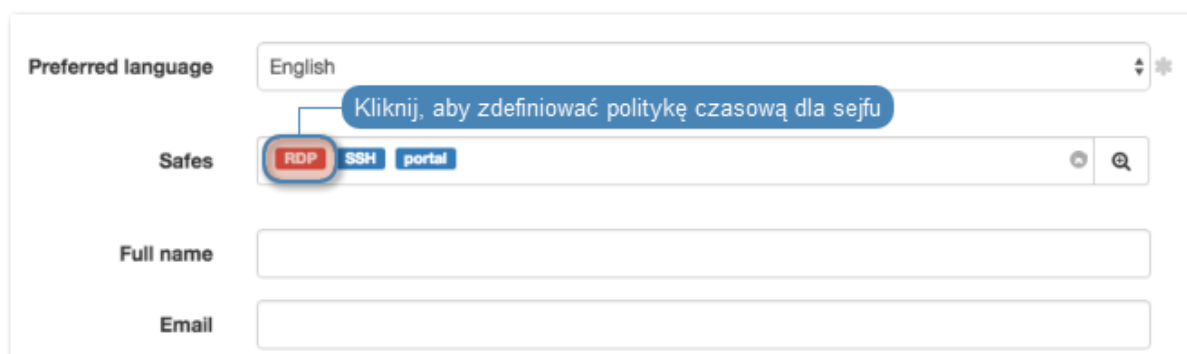 Preferred language English
Kliknij, aby zdefiniować politykę czasową dla sejfu
Safes RDP SSH portal
Full name
Email